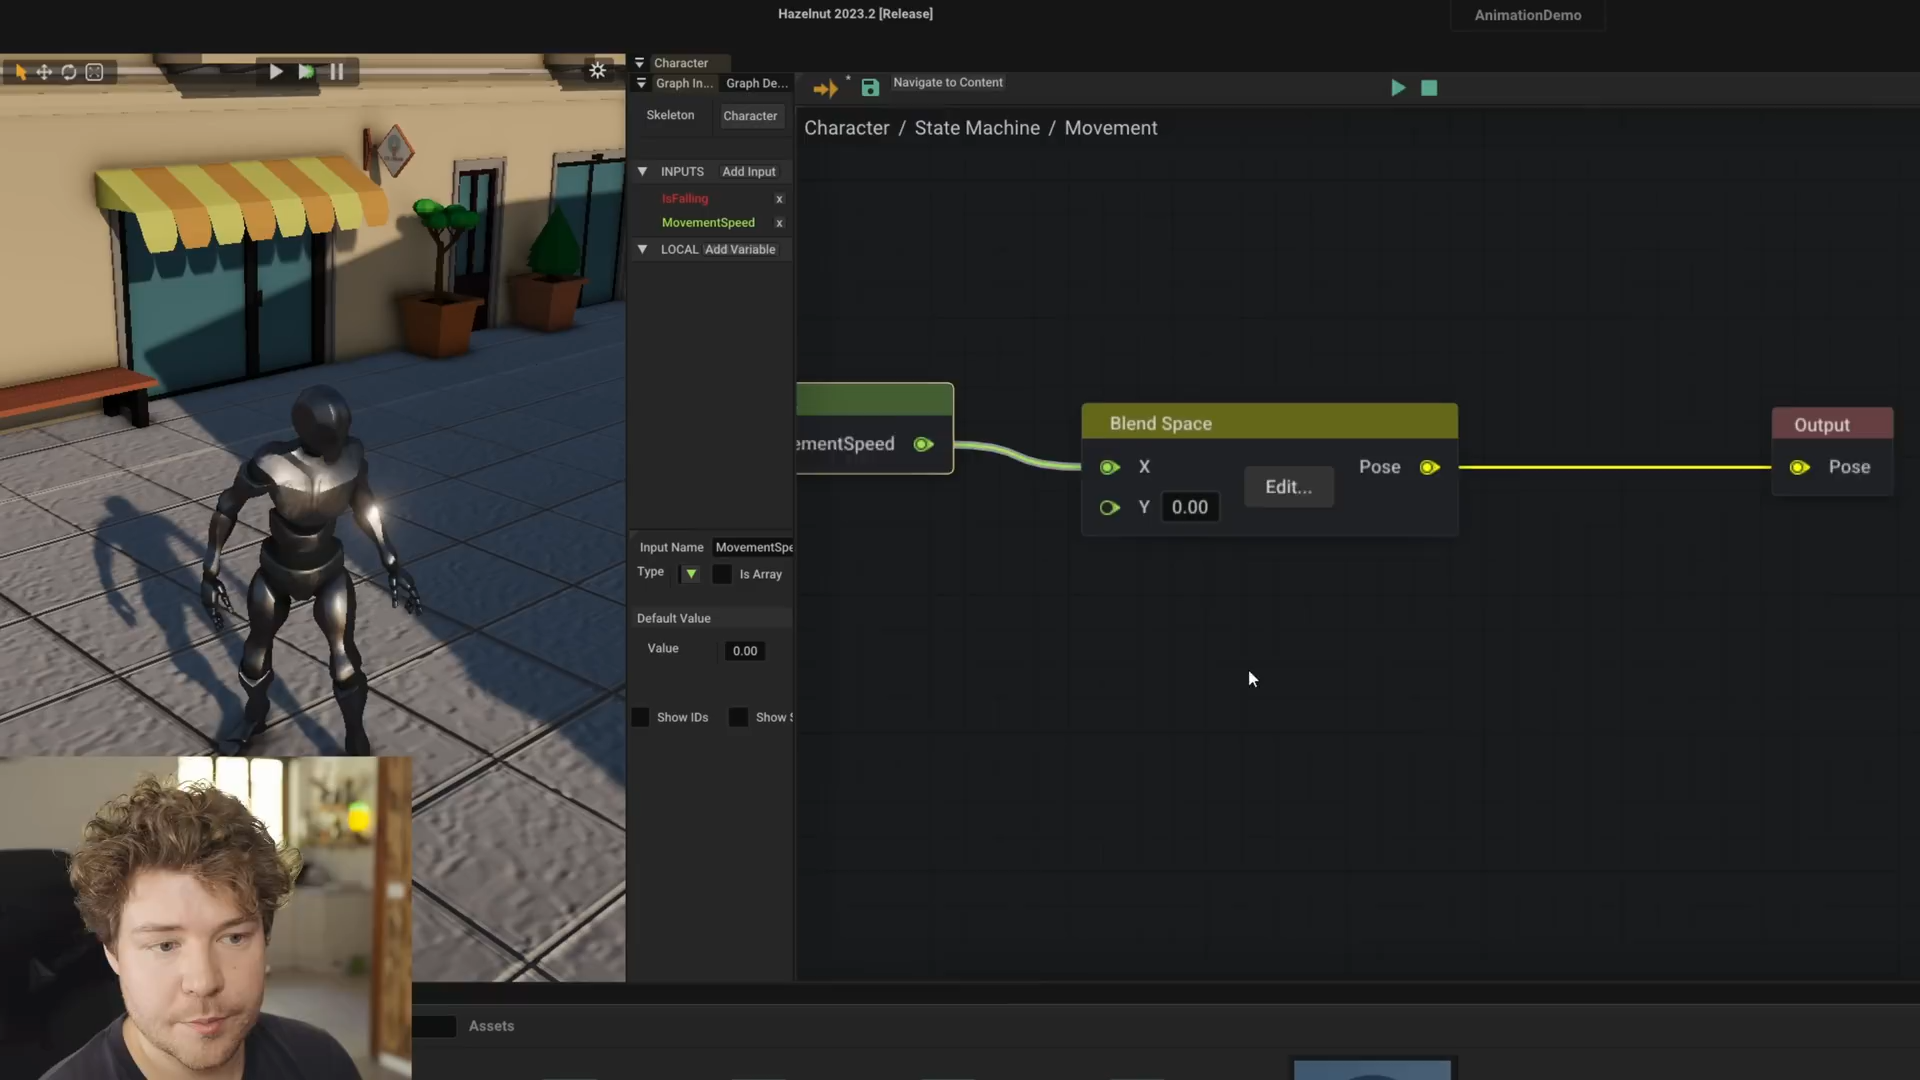 Hazelnut 2023.2 [Release]
AnimationDemo
Character
Graph In...
Graph De...
Navigate to Content
Skeleton
Character
Character / State Machine / Movement
INPUTS
Add Input
IsFalling
x
MovementSpeed
x
LOCAL
Add Variable
ementSpeed
Blend Space
X
Pose
Edit...
Y
0.00
Output
Pose
Input Name
MovementSpe
Type
Is Array
Default Value
Value
0.00
Show IDs
Show S
Assets